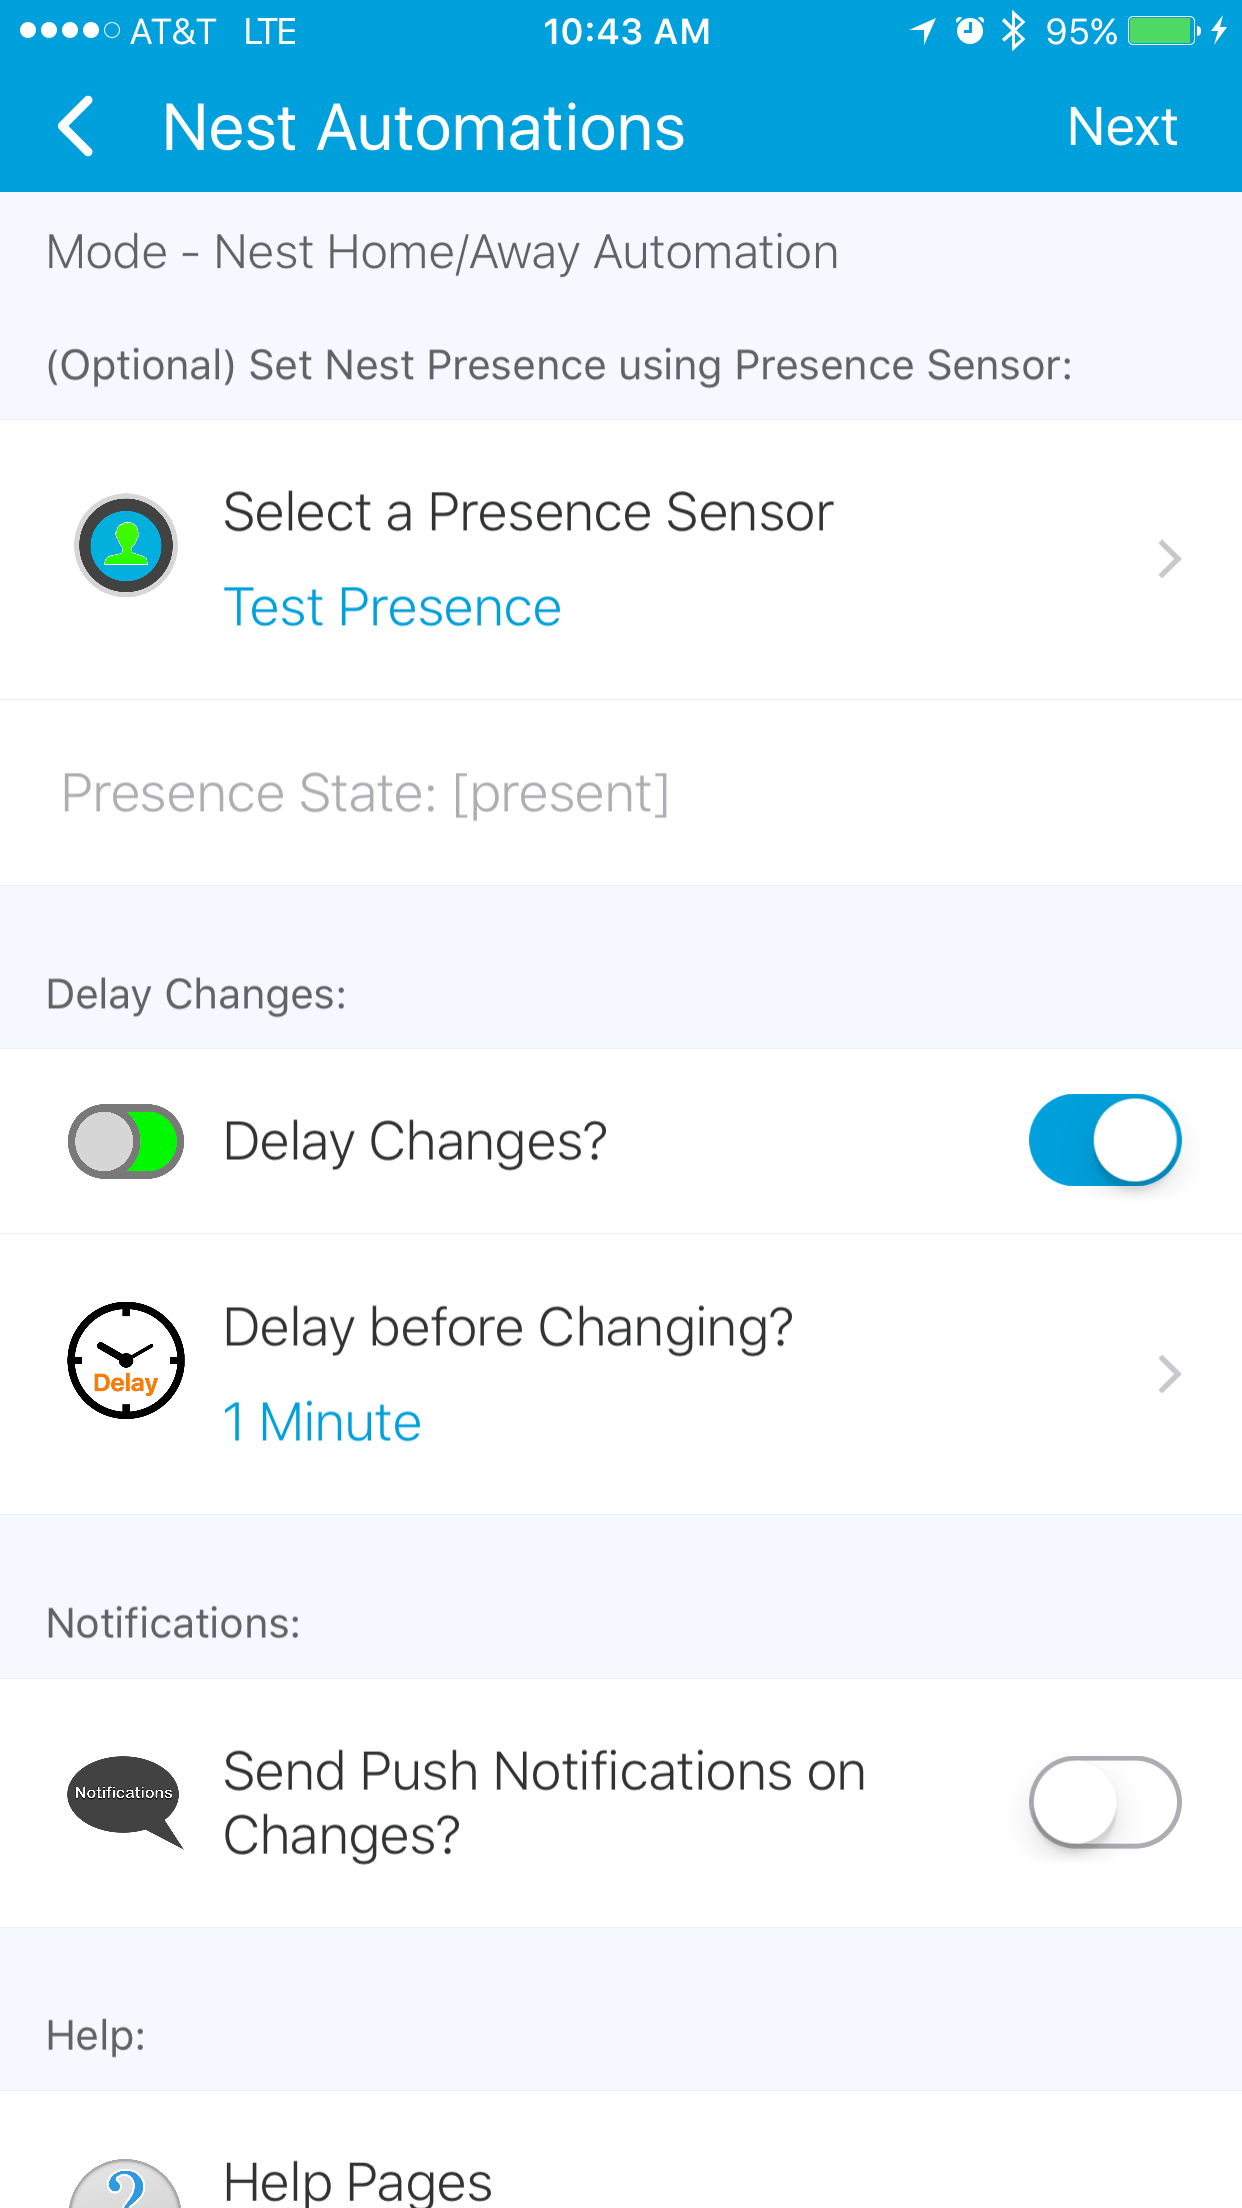 AT&T LTE 10:43 AM 95%
Nest Automations Next
Mode - Nest Home/Away Automation
(Optional) Set Nest Presence using Presence Sensor:
Select a Presence Sensor
Test Presence
Presence State: [present]
Delay Changes:
Delay Changes?
Delay before Changing?
Delay
1 Minute
Notifications:
Send Push Notifications on
Notifications
Changes?
Help:
Help Pages
?